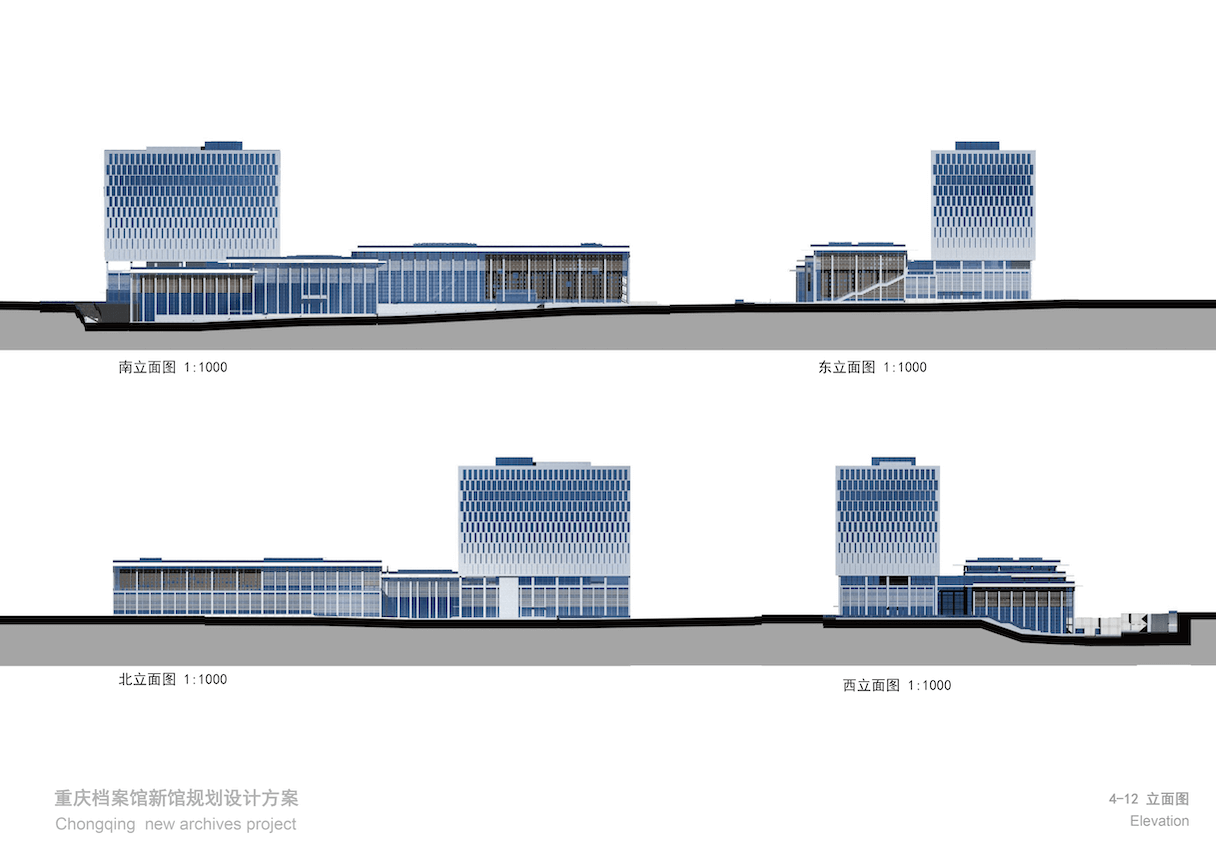 南立面图 1:1000
东立面图 1:1000
北立面图 1:1000
西立面图 1:1000
重庆档案馆新馆规划设计方案
Chongqing new archives project
4-12 立面图
Elevation